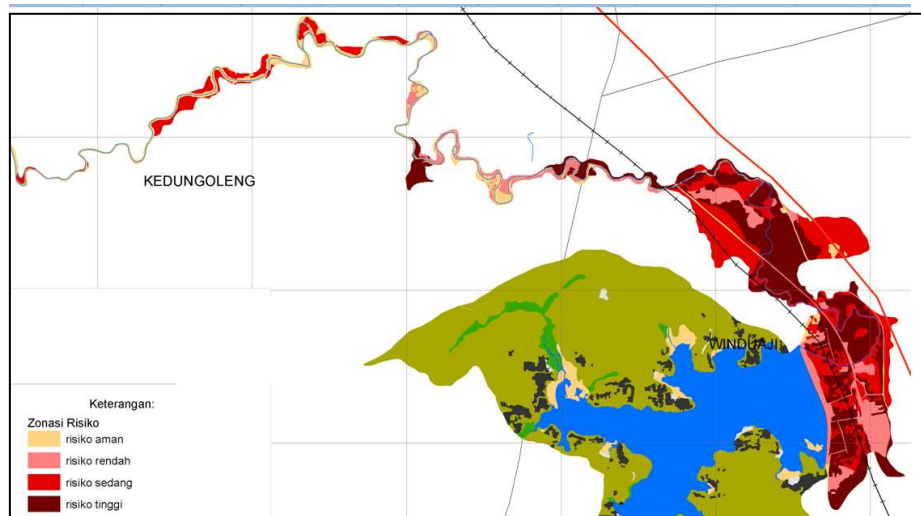 KEDUNGOLENG
WINDUAJI
Keterangan:
Zonasi Risiko
risiko aman
risiko rendah
risiko sedang
risiko tinggi